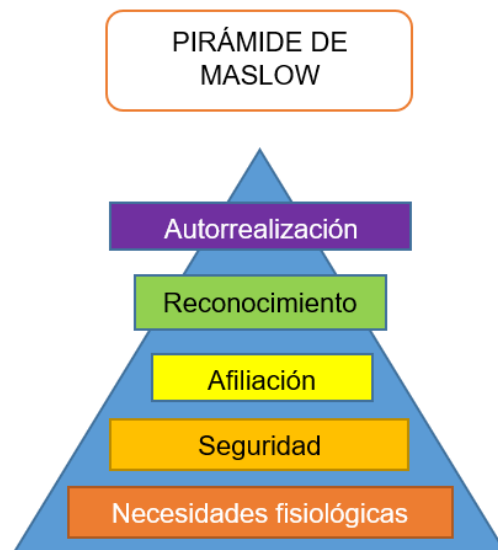 PIRÁMIDE DE
MASLOW
Autorrealización
Reconocimiento
Afiliación
Seguridad
Necesidades fisiológicas